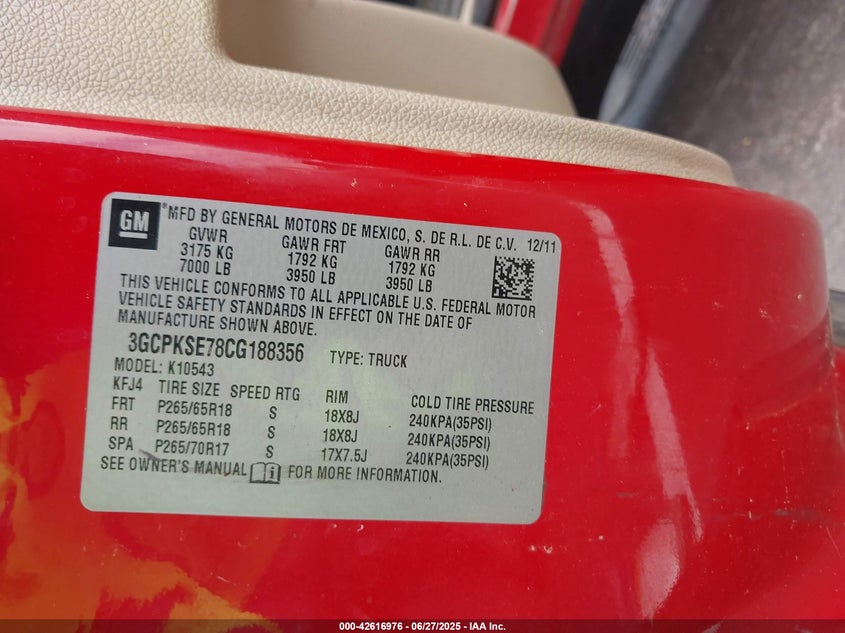 GM
®MFD BY GENERAL MOTORS DE MEXICO, S. DE R.L. DE C.V. 12/11
GVWR GAWR FRT GAWR RR
3175 KG 1792 KG 1792 KG
7000 LB 3950 LB 3950 LB
THIS VEHICLE CONFORMS TO ALL APPLICABLE U.S. FEDERAL MOTOR
VEHICLE SAFETY STANDARDS IN EFFECT ON THE DATE OF
MANUFACTURE SHOWN ABOVE.
3GCPKSE78CG188356 TYPE: TRUCK
MODEL: K10543
KFJ4 TIRE SIZE SPEED RTG RIM COLD TIRE PRESSURE
FRT P265/65R18 S 18X8J 240KPA(35PSI)
RR P265/65R18 S 18X8J 240KPA(35PSI)
SPA P265/70R17 S 17X7.5J 240KPA(35PSI)
SEE OWNER'S MANUAL FOR MORE INFORMATION.
000-42616976 - 06/27/2025 - IAA Inc.